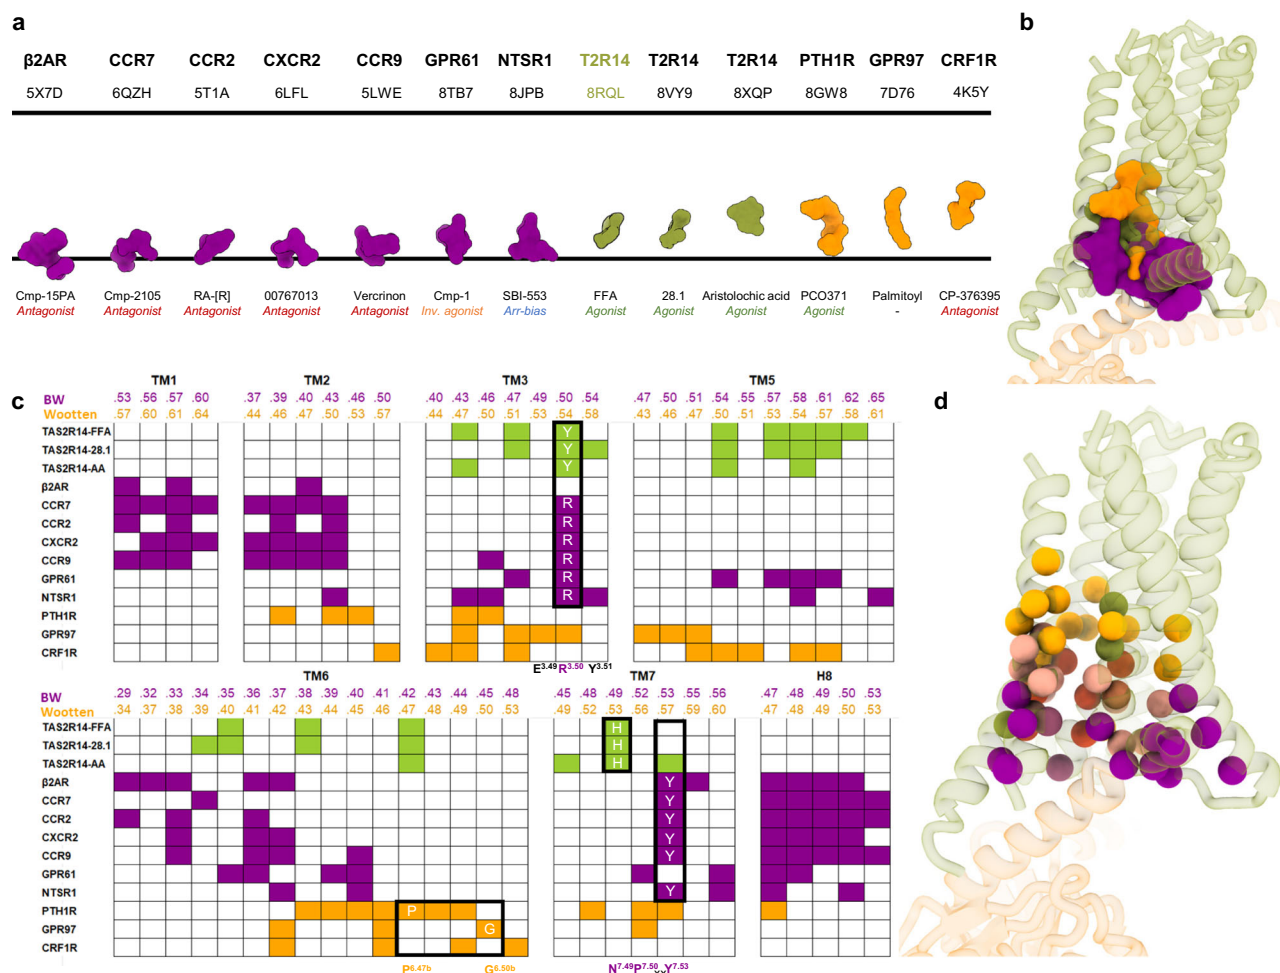 a
b
β2AR CCR7 CCR2 CXCR2 CCR9 GPR61 NTSR1 T2R14 T2R14 T2R14 PTH1R GPR97 CRF1R
5X7D 6QZH 5T1A 6LFL 5LWE 8TB7 8JPB 8RQL 8VY9 8XQP 8GW8 7D76 4K5Y
Cmp-15PA Cmp-2105 RA-[R] 00767013 Vercrinon Cmp-1 SBI-553 FFA 28.1 Aristolochic acid PCO371 Palmitoyl CP-376395
Antagonist Antagonist Antagonist Antagonist Antagonist Inv. agonist Arr-bias Agonist Agonist Agonist Agonist - Antagonist
c
d
TM1 TM2 TM3 TM5
BW .53 .56 .57 .60 .37 .39 .40 .43 .46 .50 .40 .43 .46 .47 .49 .50 .54 .47 .50 .51 .54 .55 .57 .58 .61 .62 .65
Wootten .57 .60 .61 .64 .44 .46 .47 .50 .53 .57 .44 .47 .50 .51 .53 .54 .58 .43 .46 .47 .50 .51 .53 .54 .57 .58 .61
TAS2R14-FFA Y
TAS2R14-28.1 Y
TAS2R14-AA Y
β2AR
CCR7 R
CCR2 R
CXCR2 R
CCR9 R
GPR61 R
NTSR1 R
PTH1R
GPR97
CRF1R
E3.49R3.50 Y3.51
TM6 TM7 H8
BW .29 .32 .33 .34 .35 .36 .37 .38 .39 .40 .41 .42 .43 .49 .45 .48 .45 .48 .49 .52 .53 .55 .56 .47 .48 .49 .50 .53
Wootten .34 .37 .38 .39 .40 .41 .42 .43 .44 .45 .46 .47 .48 .49 .50 .53 .49 .52 .53 .56 .57 .59 .60 .47 .48 .49 .50 .53
TAS2R14-FFA H
TAS2R14-28.1 H
TAS2R14-AA H
β2AR Y
CCR7 Y
CCR2 Y
CXCR2 Y
CCR9 Y
GPR61
NTSR1 Y
PTH1R P
GPR97 G
CRF1R
P6.47b G6.50b N7.49P7.50 Y7.53